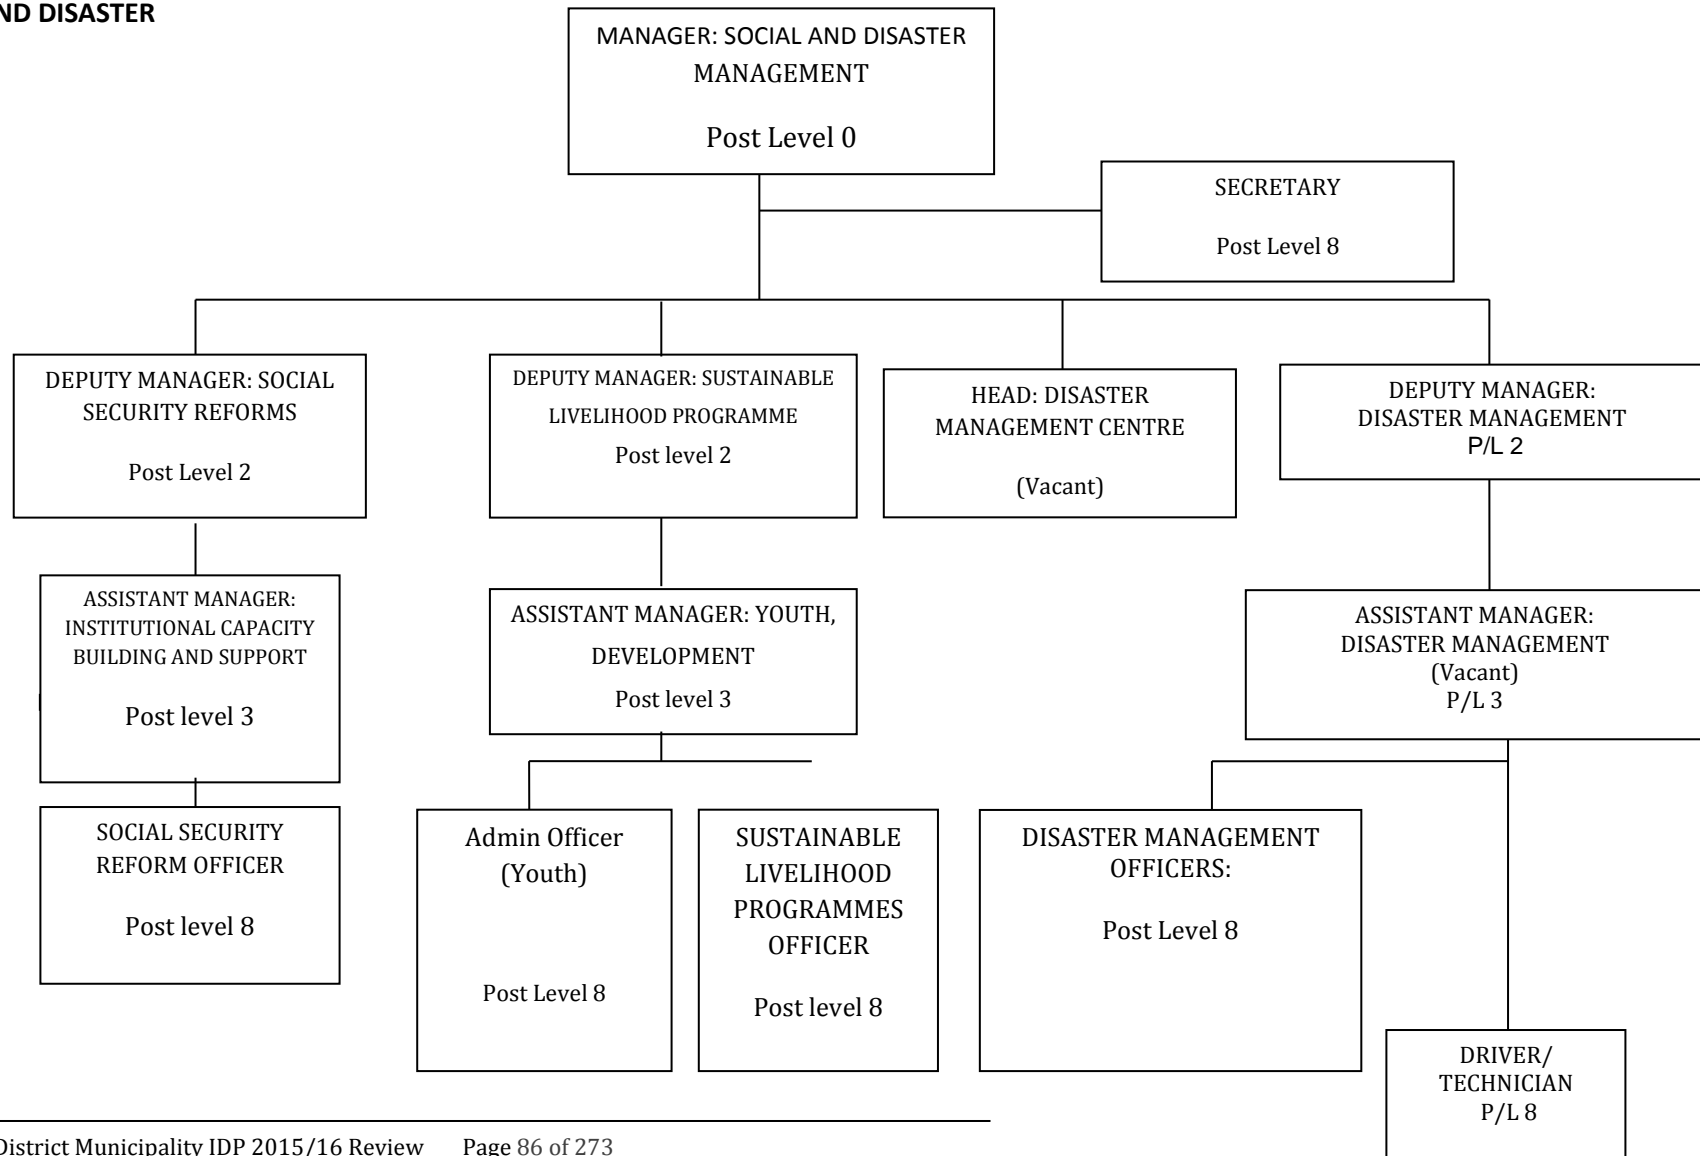 ND DISASTER
MANAGER: SOCIAL AND DISASTER
MANAGEMENT
Post Level 0
SECRETARY
Post Level 8
DEPUTY MANAGER: SOCIAL
SECURITY REFORMS
Post Level 2
DEPUTY MANAGER: SUSTAINABLE
LIVELIHOOD PROGRAMME
Post level 2
HEAD: DISASTER
MANAGEMENT CENTRE
(Vacant)
DEPUTY MANAGER:
DISASTER MANAGEMENT
P/L 2
ASSISTANT MANAGER:
INSTITUTIONAL CAPACITY
BUILDING AND SUPPORT
Post level 3
ASSISTANT MANAGER: YOUTH,
DEVELOPMENT
Post level 3
ASSISTANT MANAGER:
DISASTER MANAGEMENT
(Vacant)
P/L 3
SOCIAL SECURITY
REFORM OFFICER
Post level 8
Admin Officer
(Youth)
Post Level 8
SUSTAINABLE
LIVELIHOOD
PROGRAMMES
OFFICER
Post level 8
DISASTER MANAGEMENT
OFFICERS:
Post Level 8
DRIVER/
TECHNICIAN
P/L 8
District Municipality IDP 2015/16 Review Page 86 of 273